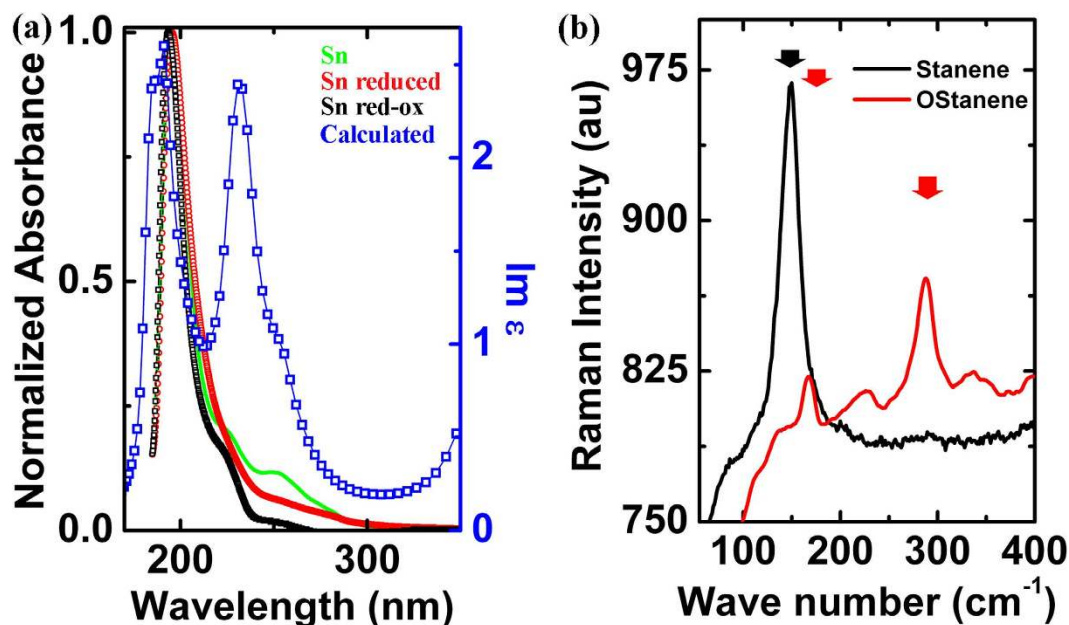 (a)
Normalized Absorbance
1.0
0.5
0.0
Sn
Sn reduced
Sn red-ox
Calculated
2
1
0
Im ε
200
300
Wavelength (nm)
(b)
Raman Intensity (au)
975
900
825
750
Stanene
OStanene
100
200
300
400
Wave number (cm⁻¹)